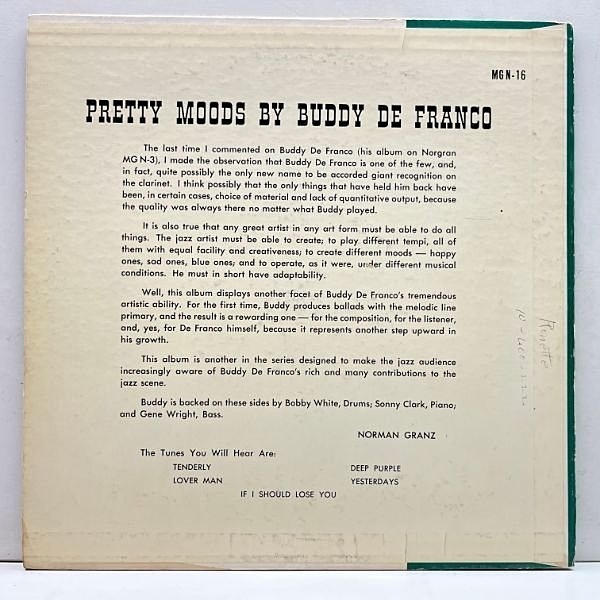 MG N-16
PRETTY MOODS BY BUDDY DE FRANCO
The last time I commented on Buddy De Franco (his album on Norgran
MG N-3), I made the observation that Buddy De Franco is one of the few, and,
in fact, quite possibly the only new name to be accorded giant recognition on
the clarinet. I think possibly that the only things that have held him back have
been, in certain cases, choice of material and lack of quantitative output, because
the quality was always there no matter what Buddy played.
It is also true that any great artist in any art form must be able to do all
things. The jazz artist must be able to create; to play different tempi, all of
them with equal facility and creativeness; to create different moods — happy
ones, sad ones, blue ones; and to operate, as it were, under different musical
conditions. He must in short have adaptability.
Well, this album displays another facet of Buddy De Franco's tremendous
artistic ability. For the first time, Buddy produces ballads with the melodic line
primary, and the result is a rewarding one — for the composition, for the listener,
and, yes, for De Franco himself, because it represents another step upward in
his growth.
This album is another in the series designed to make the jazz audience
increasingly aware of Buddy De Franco's rich and many contributions to the
jazz scene.
Buddy is backed on these sides by Bobby White, Drums; Sonny Clark, Piano;
and Gene Wright, Bass.
NORMAN GRANZ
The Tunes You Will Hear Are:
TENDERLY DEEP PURPLE
LOVER MAN YESTERDAYS
IF I SHOULD LOSE YOU